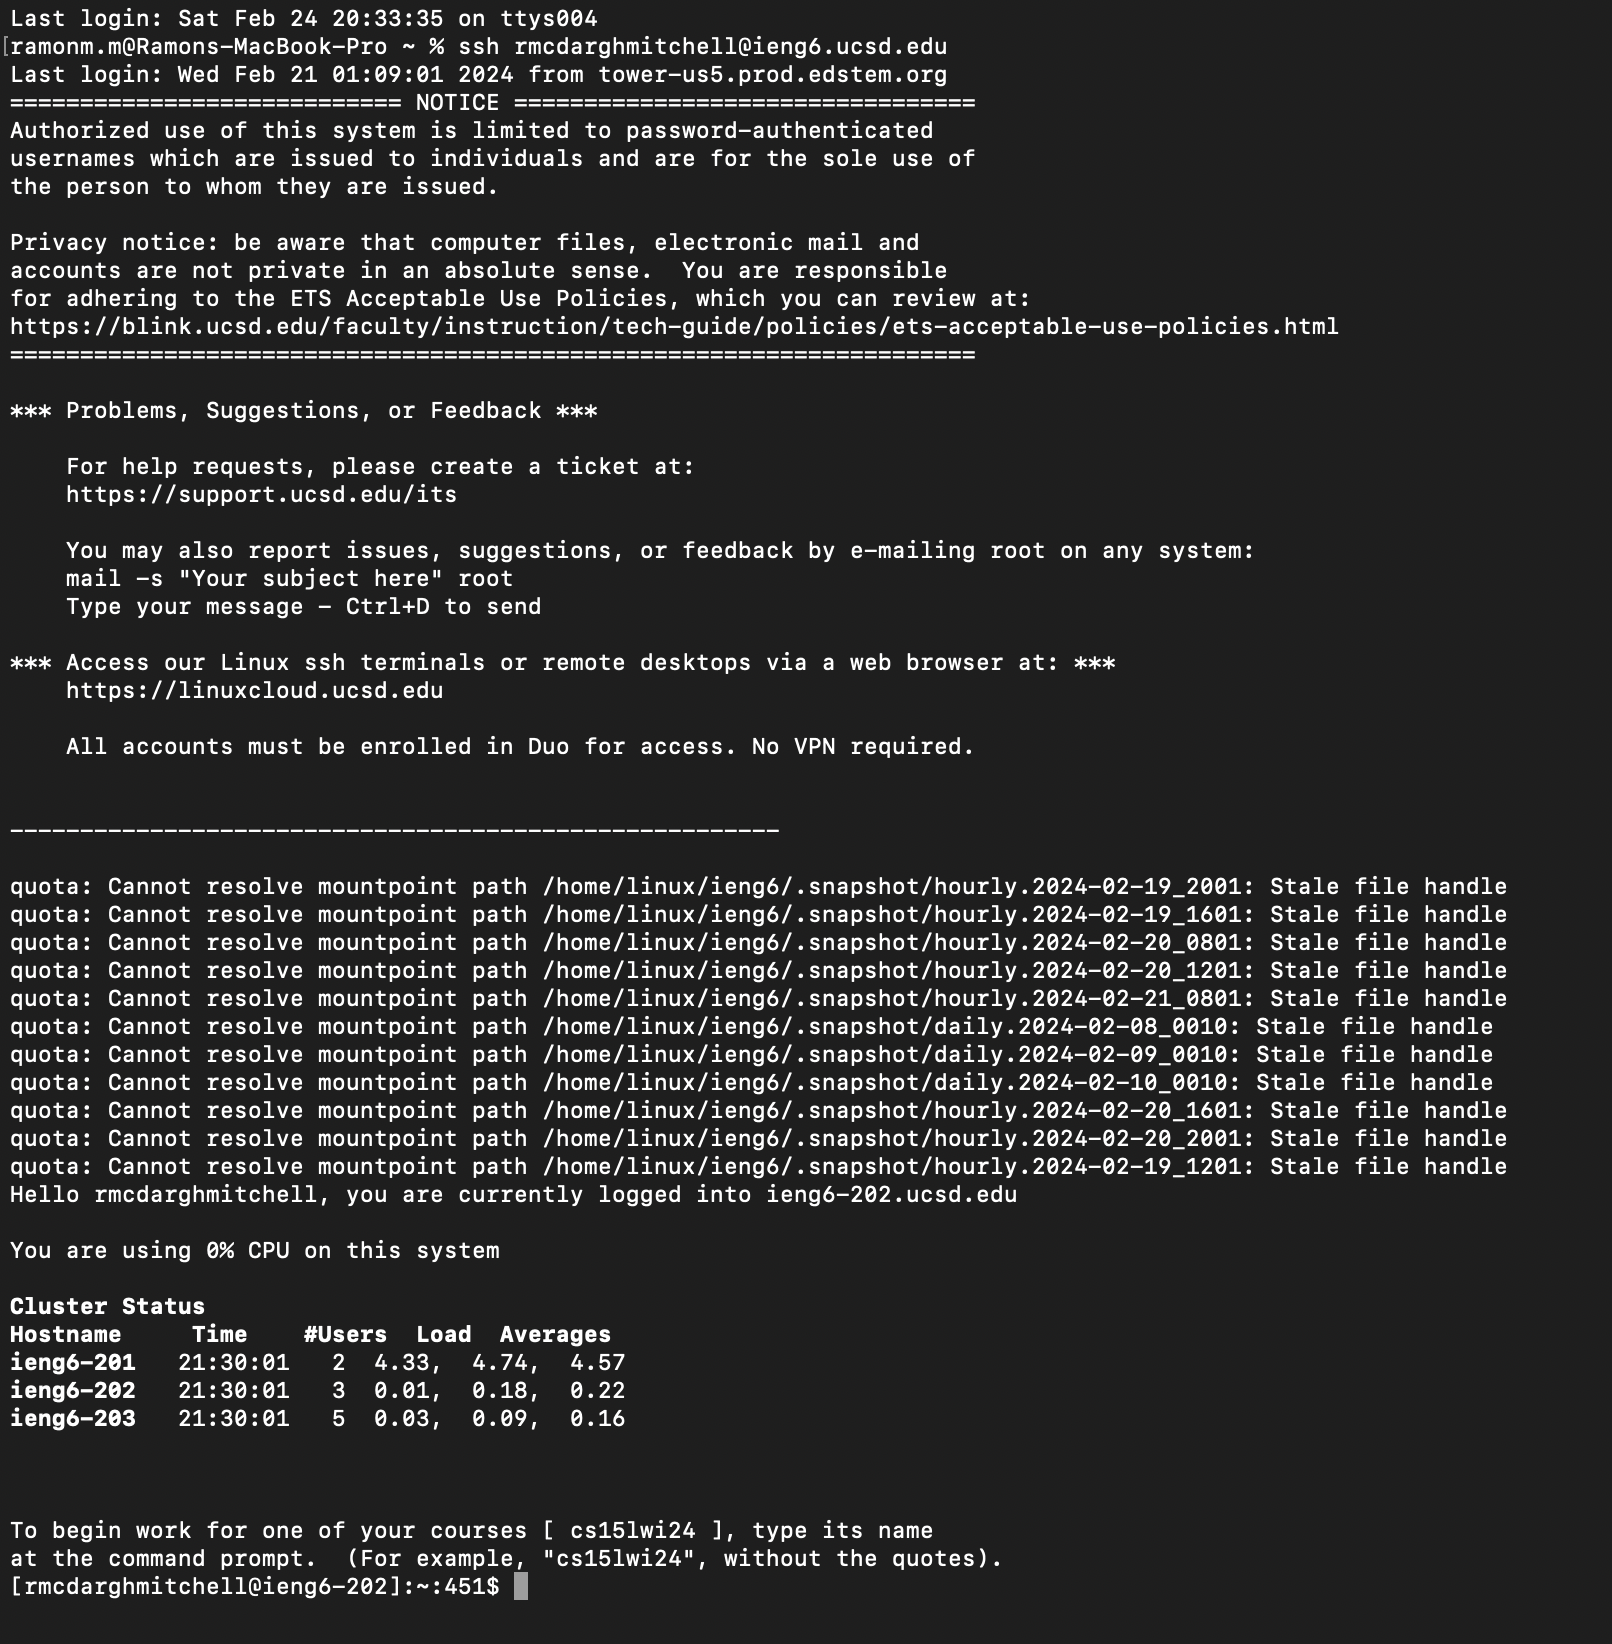 Last login: Sat Feb 24 20:33:35 on ttys004
[ramonm.m@Ramons-MacBook-Pro ~ % ssh rmcdarghmitchell@ieng6.ucsd.edu
Last login: Wed Feb 21 01:09:01 2024 from tower-us5.prod.edstem.org
============================ NOTICE =================================
Authorized use of this system is limited to password-authenticated
usernames which are issued to individuals and are for the sole use of
the person to whom they are issued.

Privacy notice: be aware that computer files, electronic mail and
accounts are not private in an absolute sense.  You are responsible
for adhering to the ETS Acceptable Use Policies, which you can review at:
https://blink.ucsd.edu/faculty/instruction/tech-guide/policies/ets-acceptable-use-policies.html
=====================================================================

*** Problems, Suggestions, or Feedback ***

    For help requests, please create a ticket at:
    https://support.ucsd.edu/its

    You may also report issues, suggestions, or feedback by e-mailing root on any system:
    mail -s "Your subject here" root
    Type your message - Ctrl+D to send

*** Access our Linux ssh terminals or remote desktops via a web browser at: ***
    https://linuxcloud.ucsd.edu

    All accounts must be enrolled in Duo for access. No VPN required.


-------------------------------------------------------

quota: Cannot resolve mountpoint path /home/linux/ieng6/.snapshot/hourly.2024-02-19_2001: Stale file handle
quota: Cannot resolve mountpoint path /home/linux/ieng6/.snapshot/hourly.2024-02-19_1601: Stale file handle
quota: Cannot resolve mountpoint path /home/linux/ieng6/.snapshot/hourly.2024-02-20_0801: Stale file handle
quota: Cannot resolve mountpoint path /home/linux/ieng6/.snapshot/hourly.2024-02-20_1201: Stale file handle
quota: Cannot resolve mountpoint path /home/linux/ieng6/.snapshot/hourly.2024-02-21_0801: Stale file handle
quota: Cannot resolve mountpoint path /home/linux/ieng6/.snapshot/daily.2024-02-08_0010: Stale file handle
quota: Cannot resolve mountpoint path /home/linux/ieng6/.snapshot/daily.2024-02-09_0010: Stale file handle
quota: Cannot resolve mountpoint path /home/linux/ieng6/.snapshot/daily.2024-02-10_0010: Stale file handle
quota: Cannot resolve mountpoint path /home/linux/ieng6/.snapshot/hourly.2024-02-20_1601: Stale file handle
quota: Cannot resolve mountpoint path /home/linux/ieng6/.snapshot/hourly.2024-02-20_2001: Stale file handle
quota: Cannot resolve mountpoint path /home/linux/ieng6/.snapshot/hourly.2024-02-19_1201: Stale file handle
Hello rmcdarghmitchell, you are currently logged into ieng6-202.ucsd.edu

You are using 0% CPU on this system

Cluster Status
Hostname     Time    #Users  Load  Averages
ieng6-201   21:30:01   2  4.33,  4.74,  4.57
ieng6-202   21:30:01   3  0.01,  0.18,  0.22
ieng6-203   21:30:01   5  0.03,  0.09,  0.16



To begin work for one of your courses [ cs15lwi24 ], type its name
at the command prompt.  (For example, "cs15lwi24", without the quotes).
[rmcdarghmitchell@ieng6-202]:~:451$